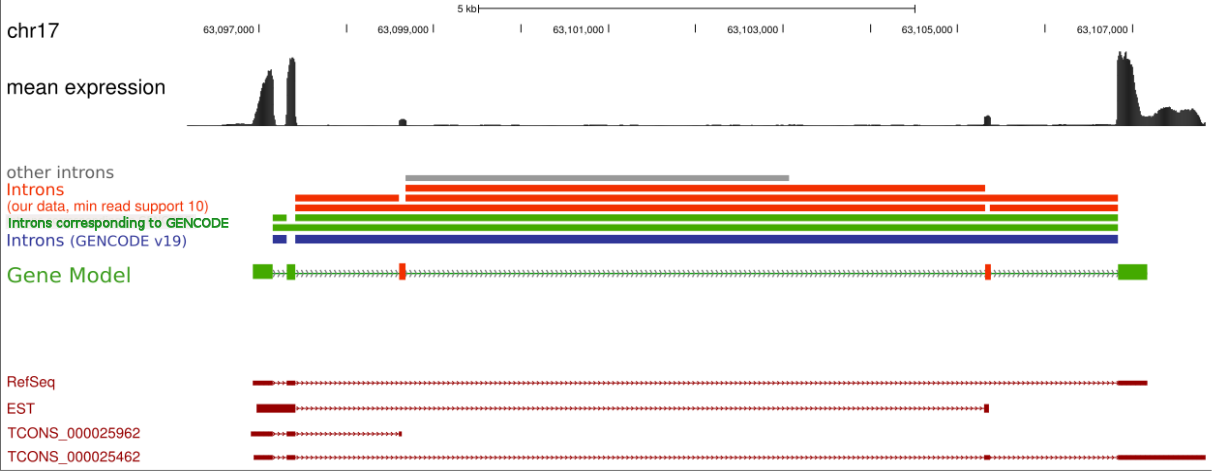 5 kb
chr17
63,097,000
63,099,000
63,101,000
63,103,000
63,105,000
63,107,000
mean expression
other introns
Introns
(our data, min read support 10)
Introns corresponding to GENCODE
Introns (GENCODE v19)
Gene Model
RefSeq
EST
TCONS_000025962
TCONS_000025462